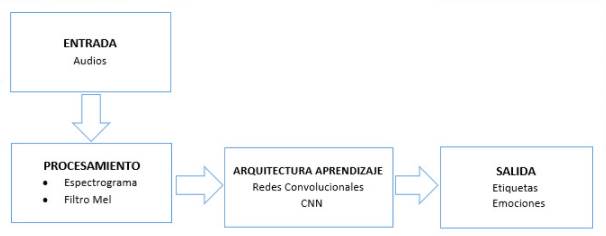 ENTRADA
Audios
PROCESAMIENTO
• Espectrograma
• Filtro Mel
ARQUITECTURA APRENDIZAJE
Redes Convolucionales
CNN
SALIDA
Etiquetas
Emociones